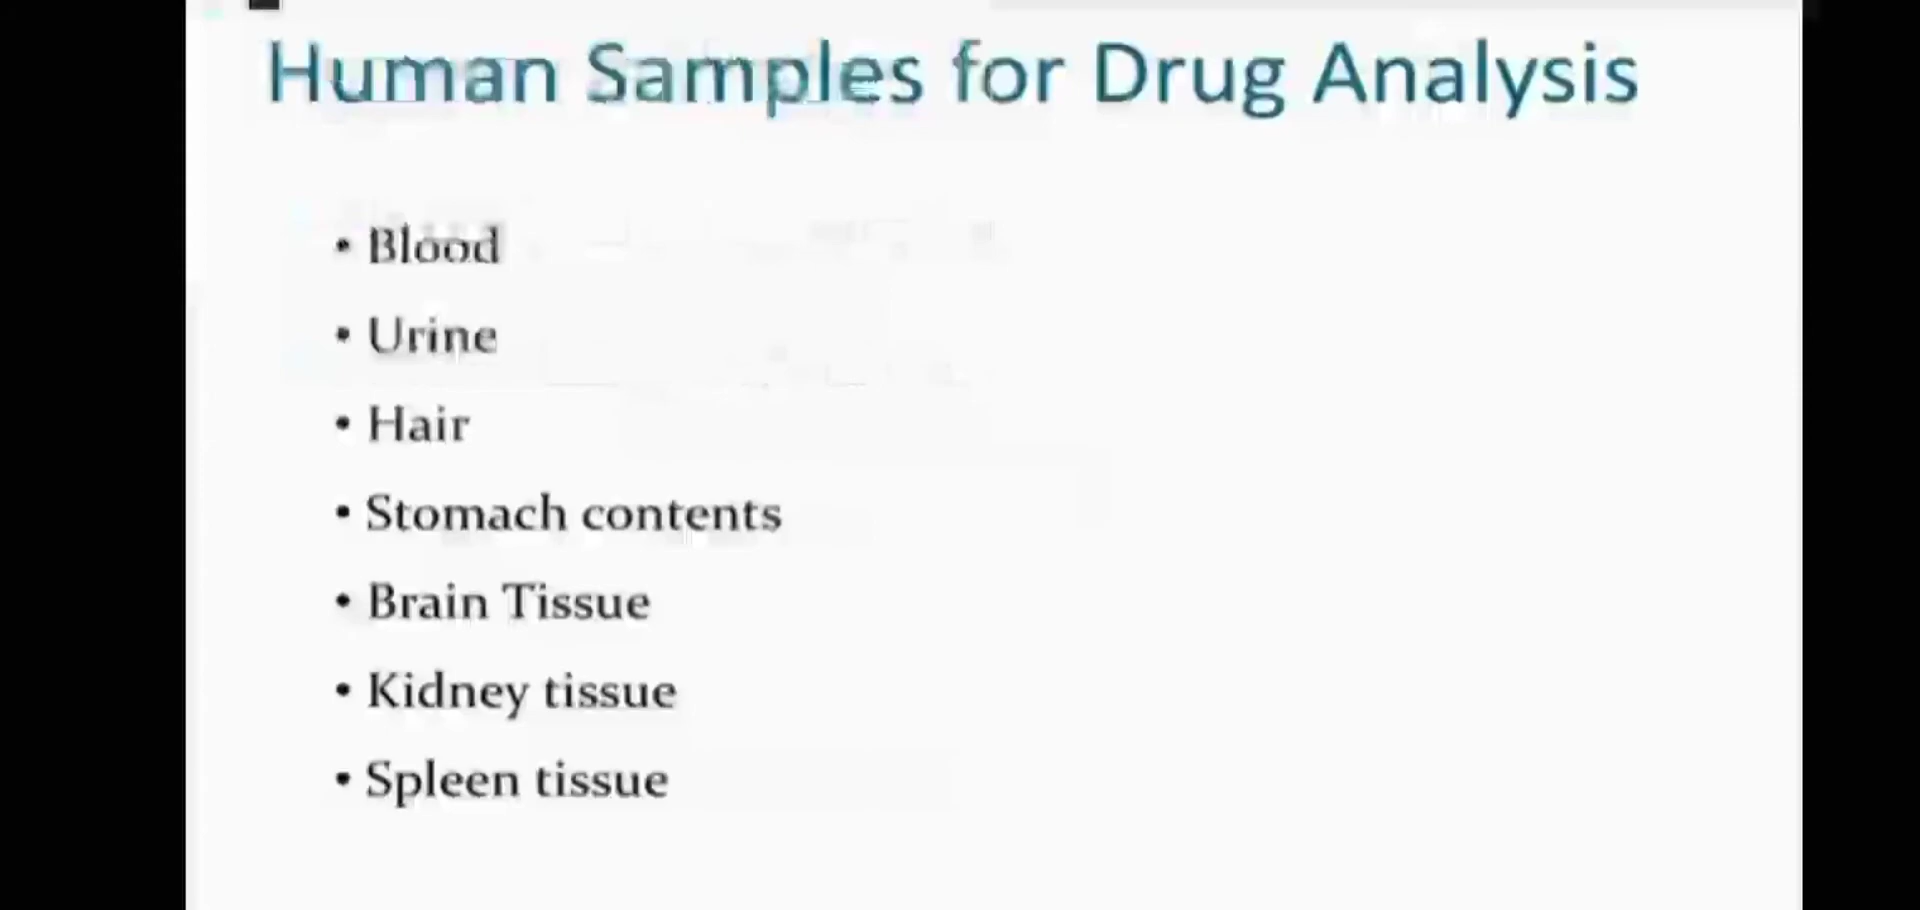 Human Samples for Drug Analysis
• Blood
• Urine
• Hair
• Stomach contents
• Brain Tissue
• Kidney tissue
• Spleen tissue